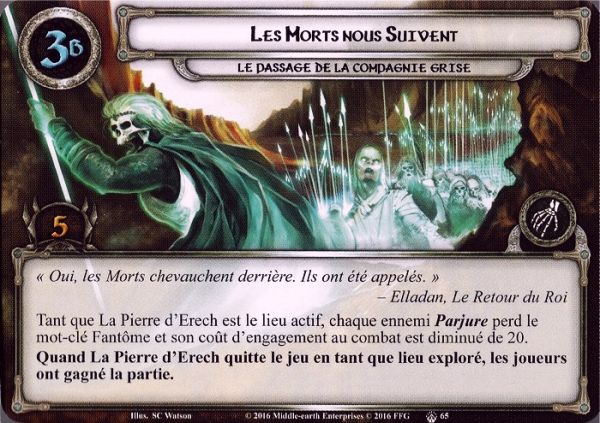 3B
Les Morts nous Suivent
le passage de la compagnie grise
5
« Oui, les Morts chevauchent derrière. Ils ont été appelés. »
– Elladan, Le Retour du Roi
Tant que La Pierre d’Erech est le lieu actif, chaque ennemi Parjure perd le
mot-clé Fantôme et son coût d’engagement au combat est diminué de 20.
Quand La Pierre d’Erech quitte le jeu en tant que lieu exploré, les joueurs
ont gagné la partie.
Illus. SC Watson © 2016 Middle-earth Enterprises © 2016 FFG 65